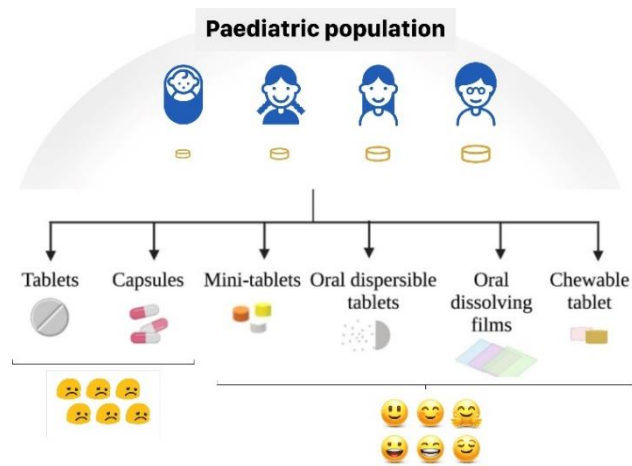 Paediatric population
Tablets
Capsules
Mini-tablets
Oral dispersible
tablets
Oral
dissolving
films
Chewable
tablet